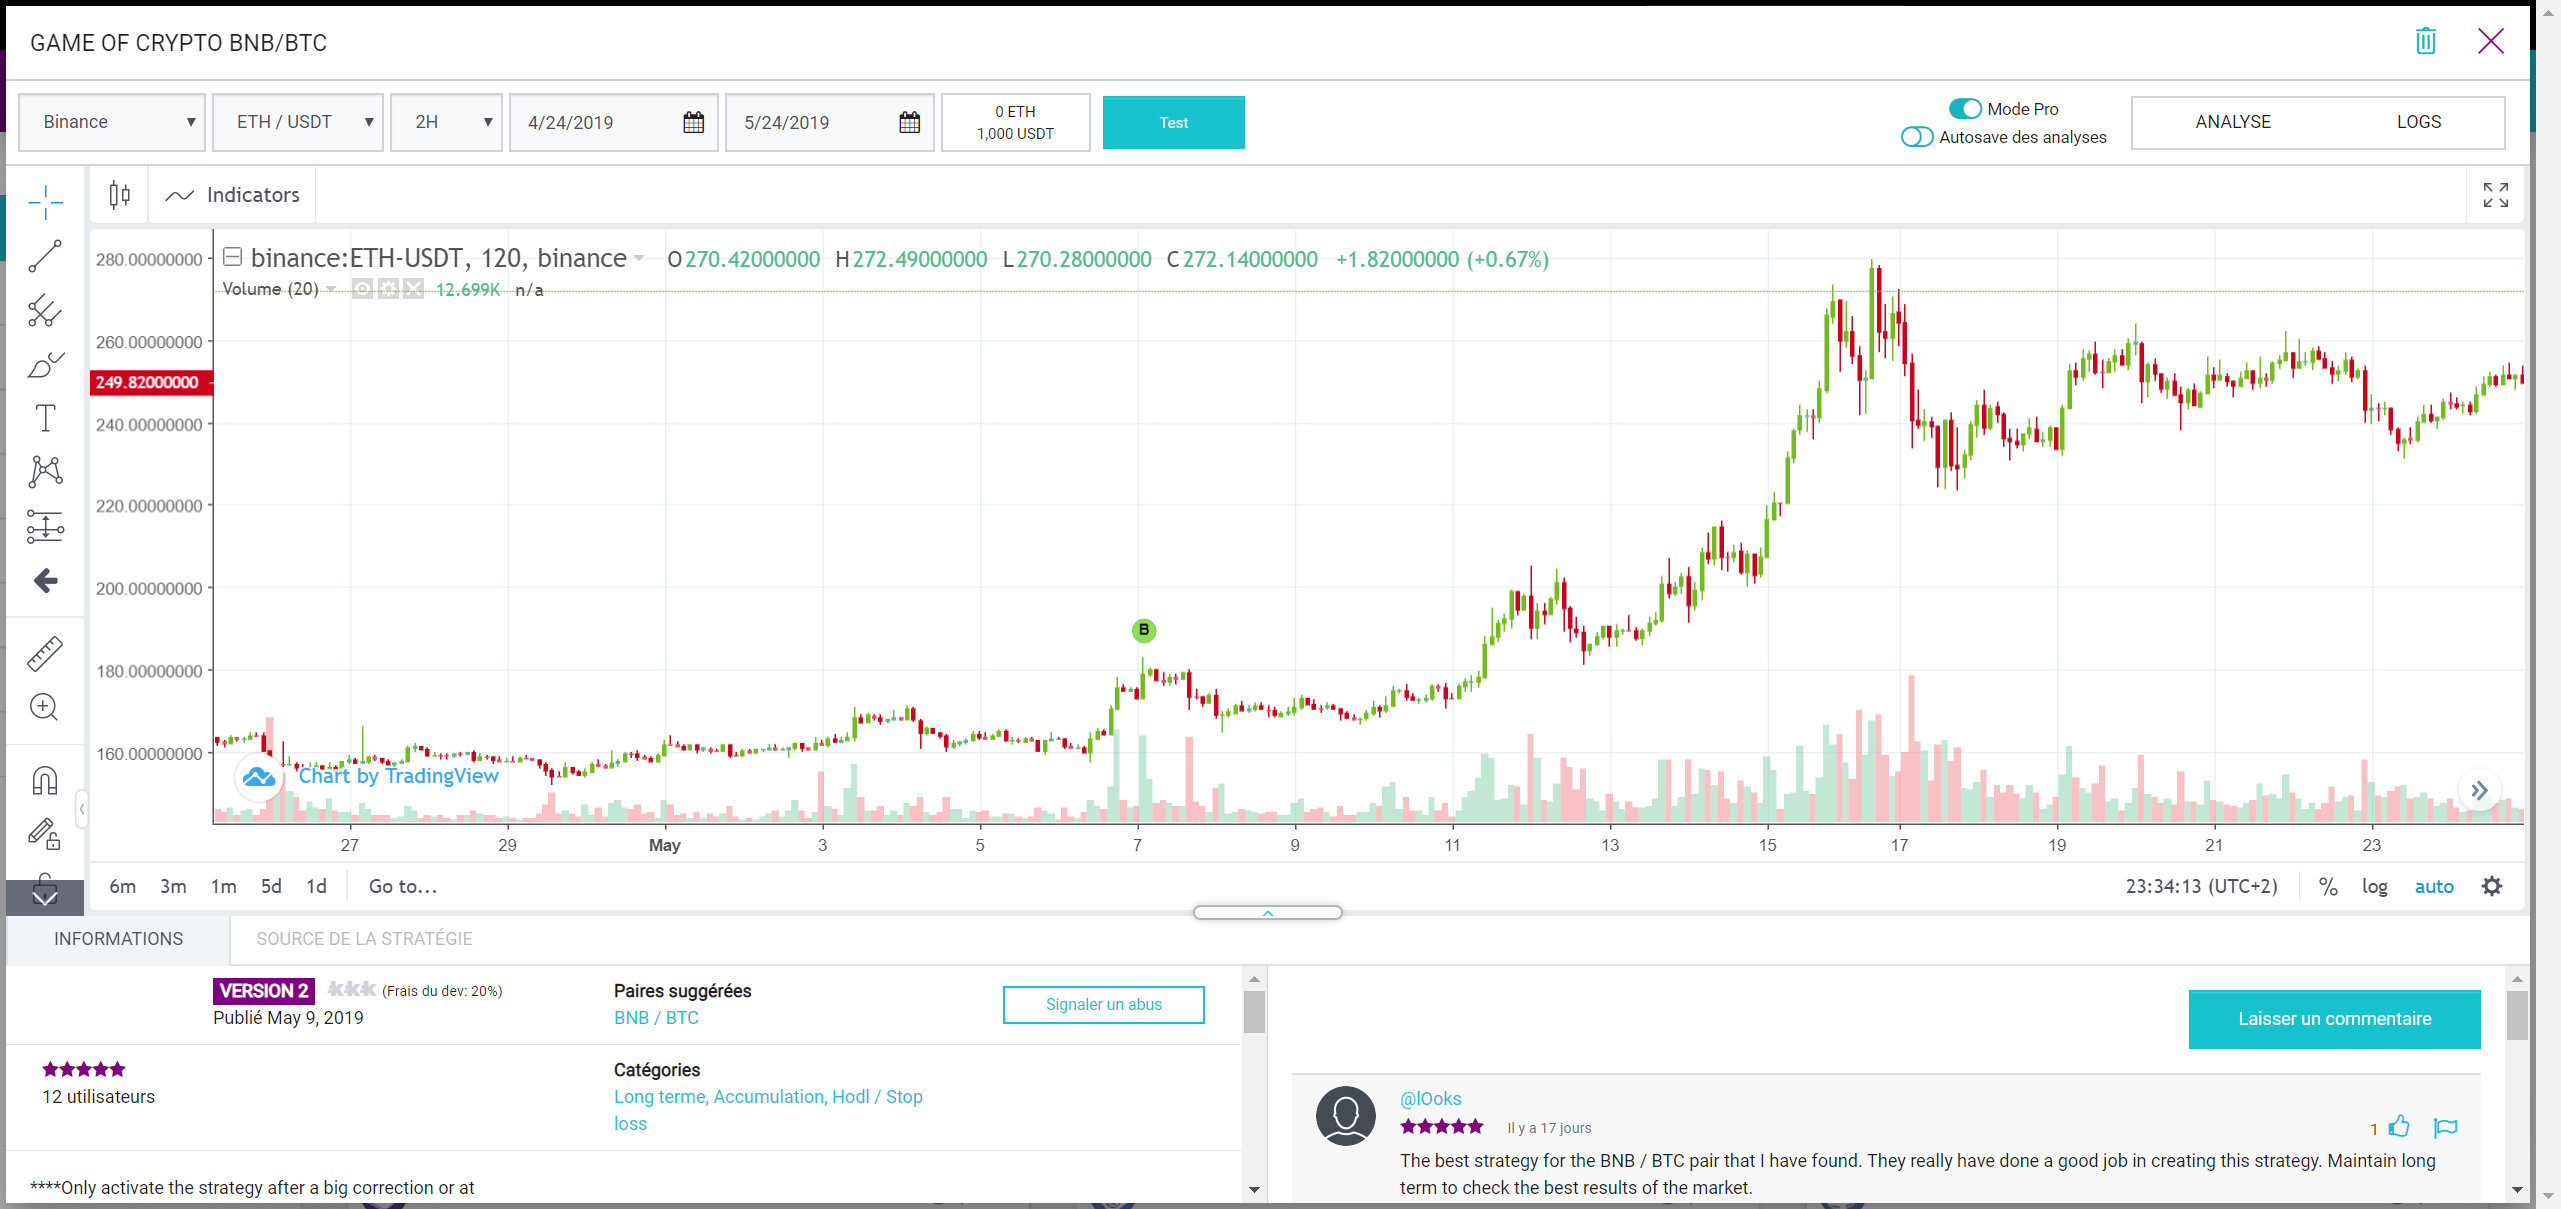 GAME OF CRYPTO BNB/BTC
Binance ETH / USDT 2H 4/24/2019 5/24/2019
0 ETH
1,000 USDT
Test
Mode Pro
Autosave des analyses
ANALYSE LOGS
Indicators
binance:ETH-USDT, 120, binance O270.42000000 H272.49000000 L270.28000000 C272.14000000 +1.82000000 (+0.67%)
Volume (20) 12.699K n/a
280.00000000
260.00000000
249.82000000
240.00000000
220.00000000
200.00000000
180.00000000
160.00000000
B
Chart by TradingView
27 29 May 3 5 7 9 11 13 15 17 19 21 23
6m 3m 1m 5d 1d Go to... 23:34:13 (UTC+2) % log auto
INFORMATIONS SOURCE DE LA STRATÉGIE
VERSION 2 (Frais du dev: 20%)
Publié May 9, 2019
Paires suggérées
BNB / BTC
Signaler un abus
12 utilisateurs
Catégories
Long terme, Accumulation, Hodl / Stop
loss
****Only activate the strategy after a big correction or at
Laisser un commentaire
@lOoks
Il y a 17 jours
1
The best strategy for the BNB / BTC pair that I have found. They really have done a good job in creating this strategy. Maintain long
term to check the best results of the market.